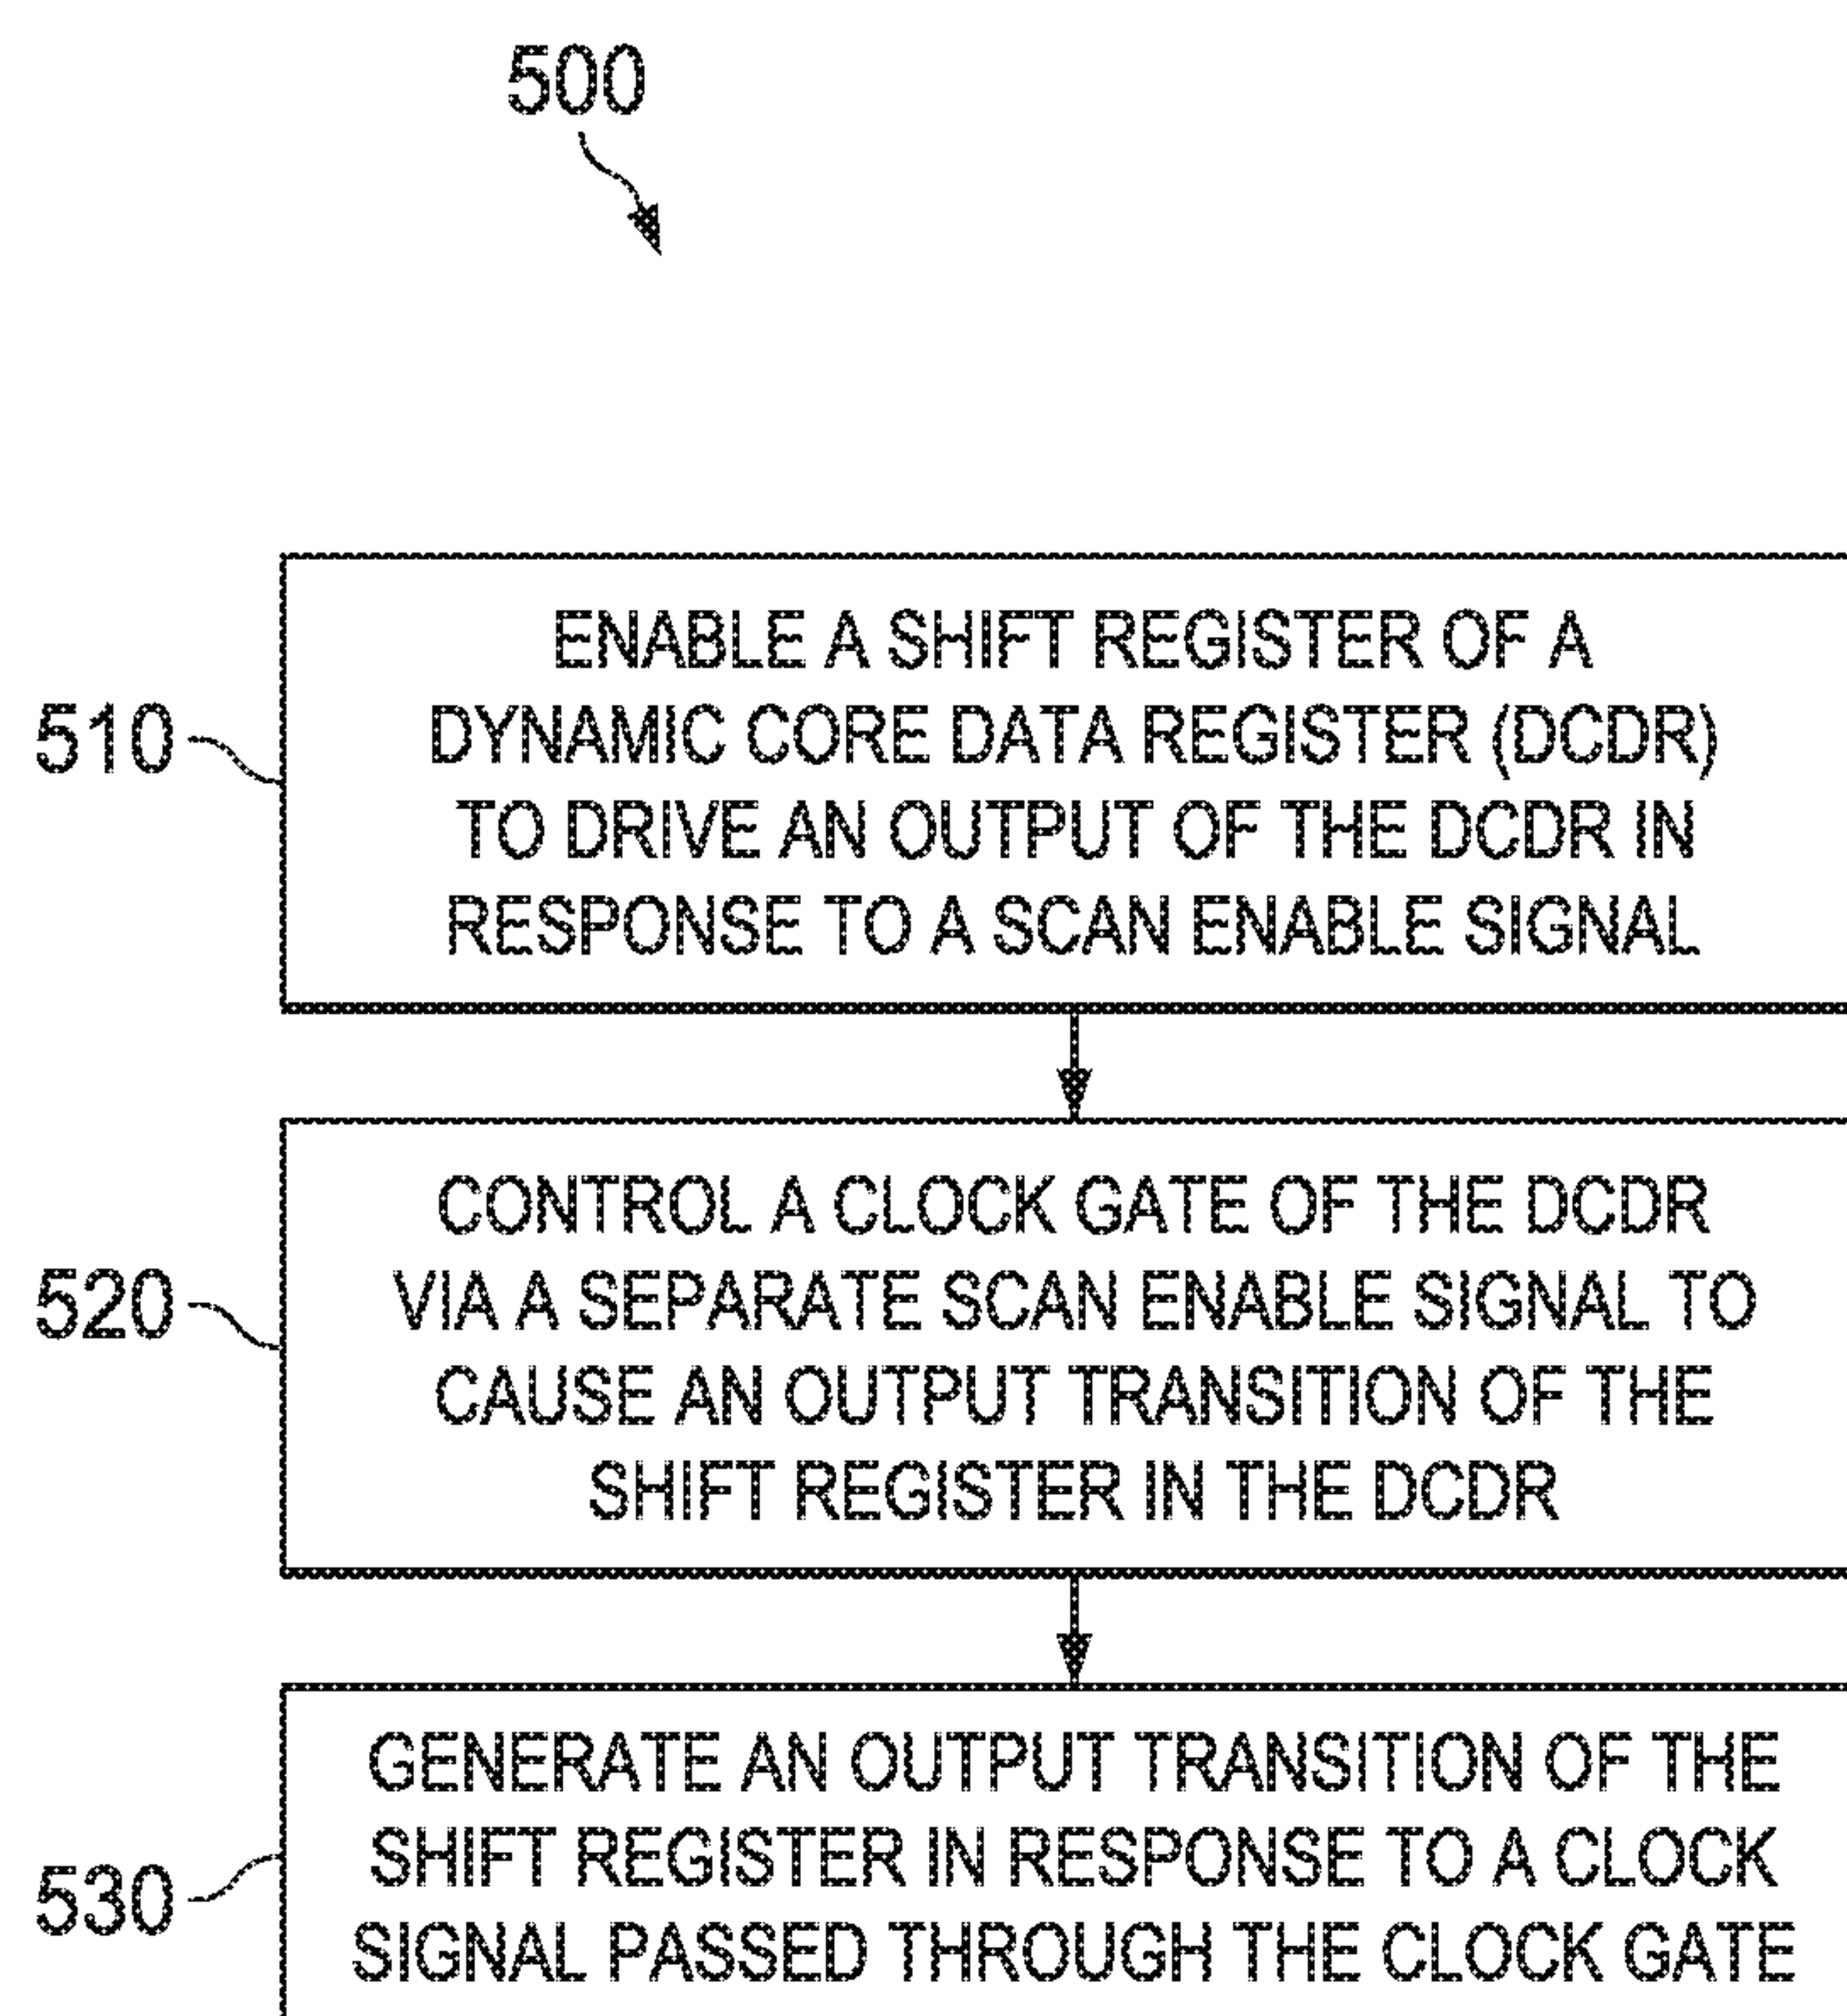 500
510
ENABLE A SHIFT REGISTER OF A
DYNAMIC CORE DATA REGISTER (DCDR)
TO DRIVE AN OUTPUT OF THE DCDR IN
RESPONSE TO A SCAN ENABLE SIGNAL
520
CONTROL A CLOCK GATE OF THE DCDR
VIA A SEPARATE SCAN ENABLE SIGNAL TO
CAUSE AN OUTPUT TRANSITION OF THE
SHIFT REGISTER IN THE DCDR
530
GENERATE AN OUTPUT TRANSITION OF THE
SHIFT REGISTER IN RESPONSE TO A CLOCK
SIGNAL PASSED THROUGH THE CLOCK GATE